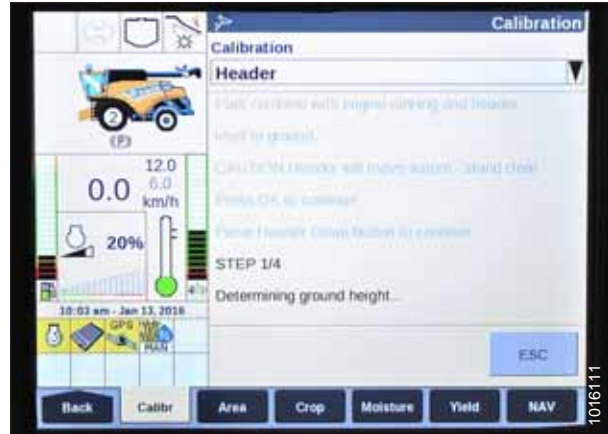 Calibration
Calibration
Header
Park combine with engine running and header
level to ground.
CAUTION Header will move autom - stand clear
Press OK to continue
Press Header Down button to continue
STEP 1/4
Determining ground height...
2
(P)
12.0
0.0 6.0
km/h
20%
10:03 am - Jan 13, 2016
GPS
MAN
ESC
Back Calibr Area Crop Moisture Yield NAV
1016111